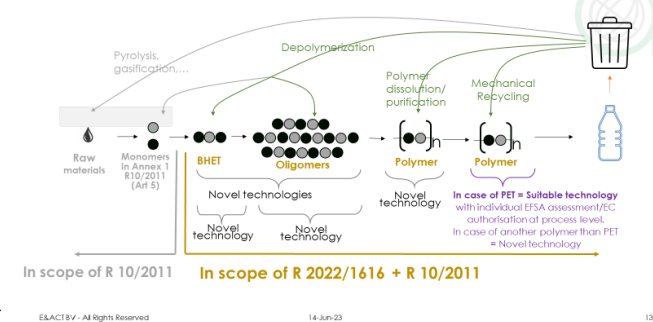 Pyrolysis,
gasification,...
Depolymerization
Polymer
dissolution/
purification
Mechanical
Recycling
Raw
materials
Monomers
in Annex 1
R10/2011
(Art 5)
BHET
Oligomers
n
Polymer
n
Polymer
Novel technologies
Novel
technology
Novel
technology
Novel
technology
In case of PET = Suitable technology
with individual EFSA assessment/EC
authorisation at process level.
In case of another polymer than PET
= Novel technology
In scope of R 10/2011
In scope of R 2022/1616 + R 10/2011
E&ACT BV - All Rights Reserved
14-Jun-23
13